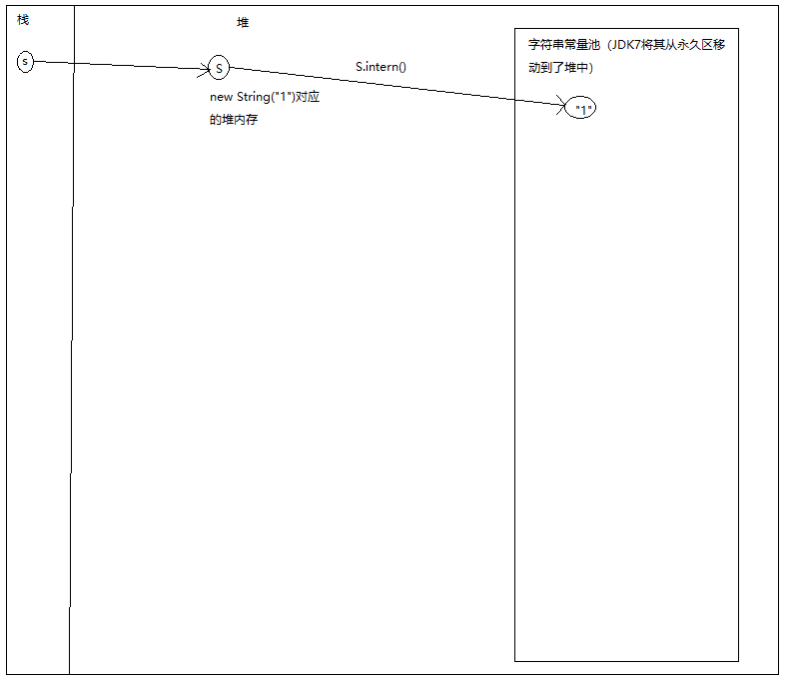 栈
堆
字符串常量池（JDK7将其从永久区移
动到了堆中）
s
S
S.intern()
"1"
new String("1")对应
的堆内存